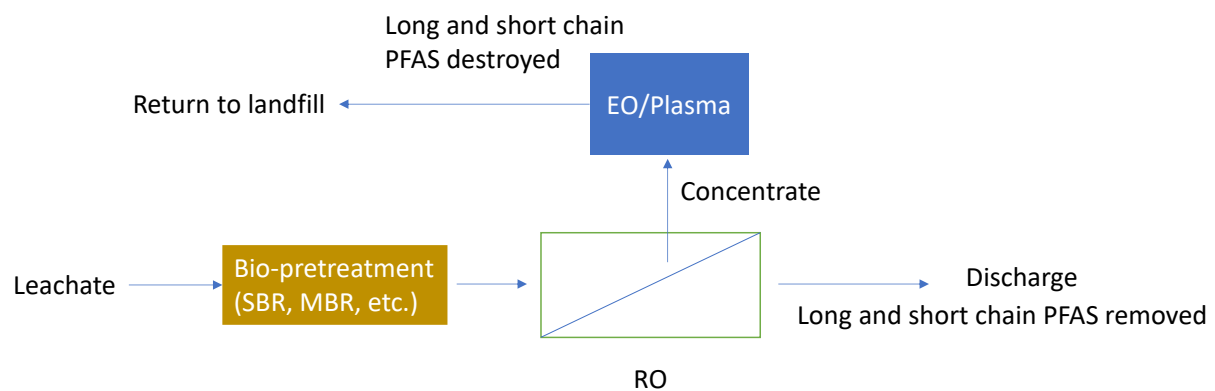 Long and short chain
PFAS destroyed
Return to landfill
EO/Plasma
Concentrate
Leachate
Bio-pretreatment
(SBR, MBR, etc.)
Discharge
Long and short chain PFAS removed
RO